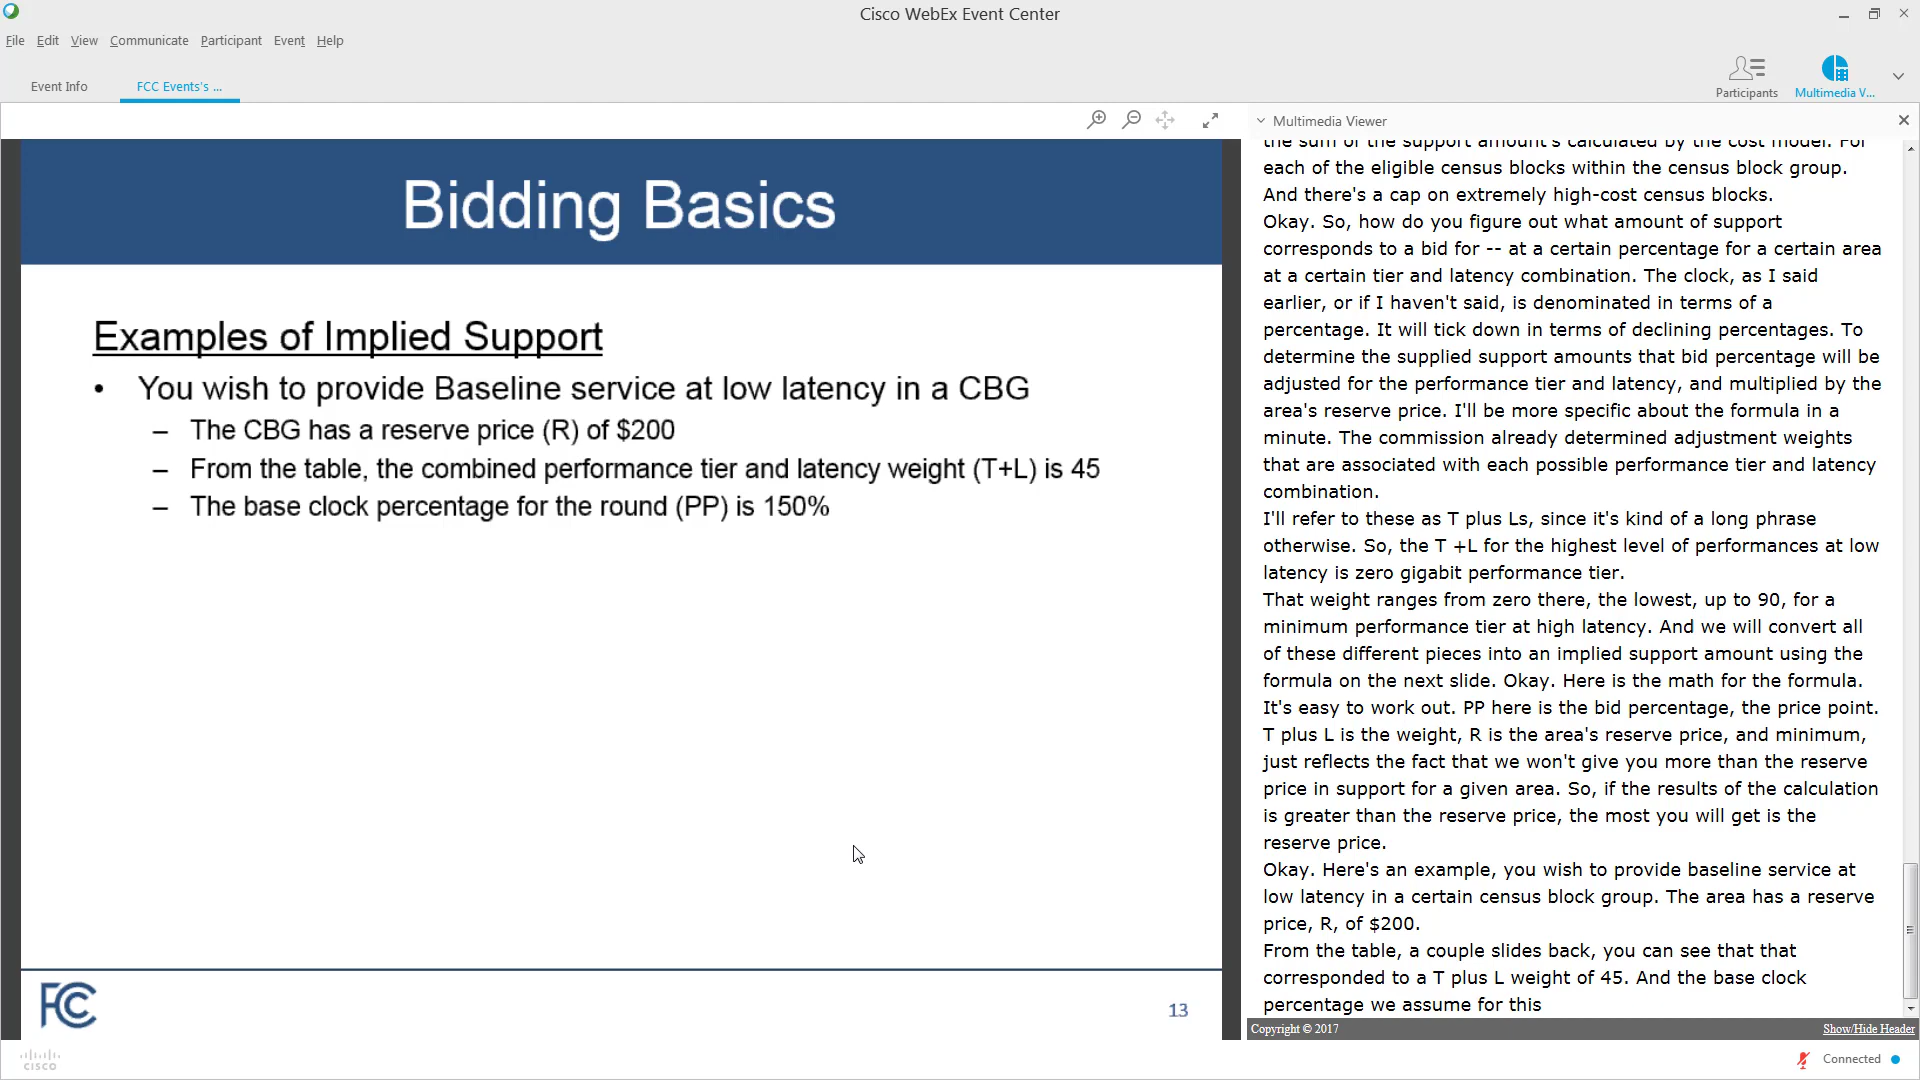 Cisco WebEx Event Center
File Edit View Communicate Participant Event Help
Event Info FCC Events's ...
Participants Multimedia V...
Bidding Basics
Examples of Implied Support
• You wish to provide Baseline service at low latency in a CBG
– The CBG has a reserve price (R) of $200
– From the table, the combined performance tier and latency weight (T+L) is 45
– The base clock percentage for the round (PP) is 150%
FCC
13
cisco
Multimedia Viewer
the sum of the support amount's calculated by the cost model. For
each of the eligible census blocks within the census block group.
And there's a cap on extremely high-cost census blocks.
Okay. So, how do you figure out what amount of support
corresponds to a bid for -- at a certain percentage for a certain area
at a certain tier and latency combination. The clock, as I said
earlier, or if I haven't said, is denominated in terms of a
percentage. It will tick down in terms of declining percentages. To
determine the supplied support amounts that bid percentage will be
adjusted for the performance tier and latency, and multiplied by the
area's reserve price. I'll be more specific about the formula in a
minute. The commission already determined adjustment weights
that are associated with each possible performance tier and latency
combination.
I'll refer to these as T plus Ls, since it's kind of a long phrase
otherwise. So, the T +L for the highest level of performances at low
latency is zero gigabit performance tier.
That weight ranges from zero there, the lowest, up to 90, for a
minimum performance tier at high latency. And we will convert all
of these different pieces into an implied support amount using the
formula on the next slide. Okay. Here is the math for the formula.
It's easy to work out. PP here is the bid percentage, the price point.
T plus L is the weight, R is the area's reserve price, and minimum,
just reflects the fact that we won't give you more than the reserve
price in support for a given area. So, if the results of the calculation
is greater than the reserve price, the most you will get is the
reserve price.
Okay. Here's an example, you wish to provide baseline service at
low latency in a certain census block group. The area has a reserve
price, R, of $200.
From the table, a couple slides back, you can see that that
corresponded to a T plus L weight of 45. And the base clock
percentage we assume for this
Copyright © 2017 Show/Hide Header
Connected